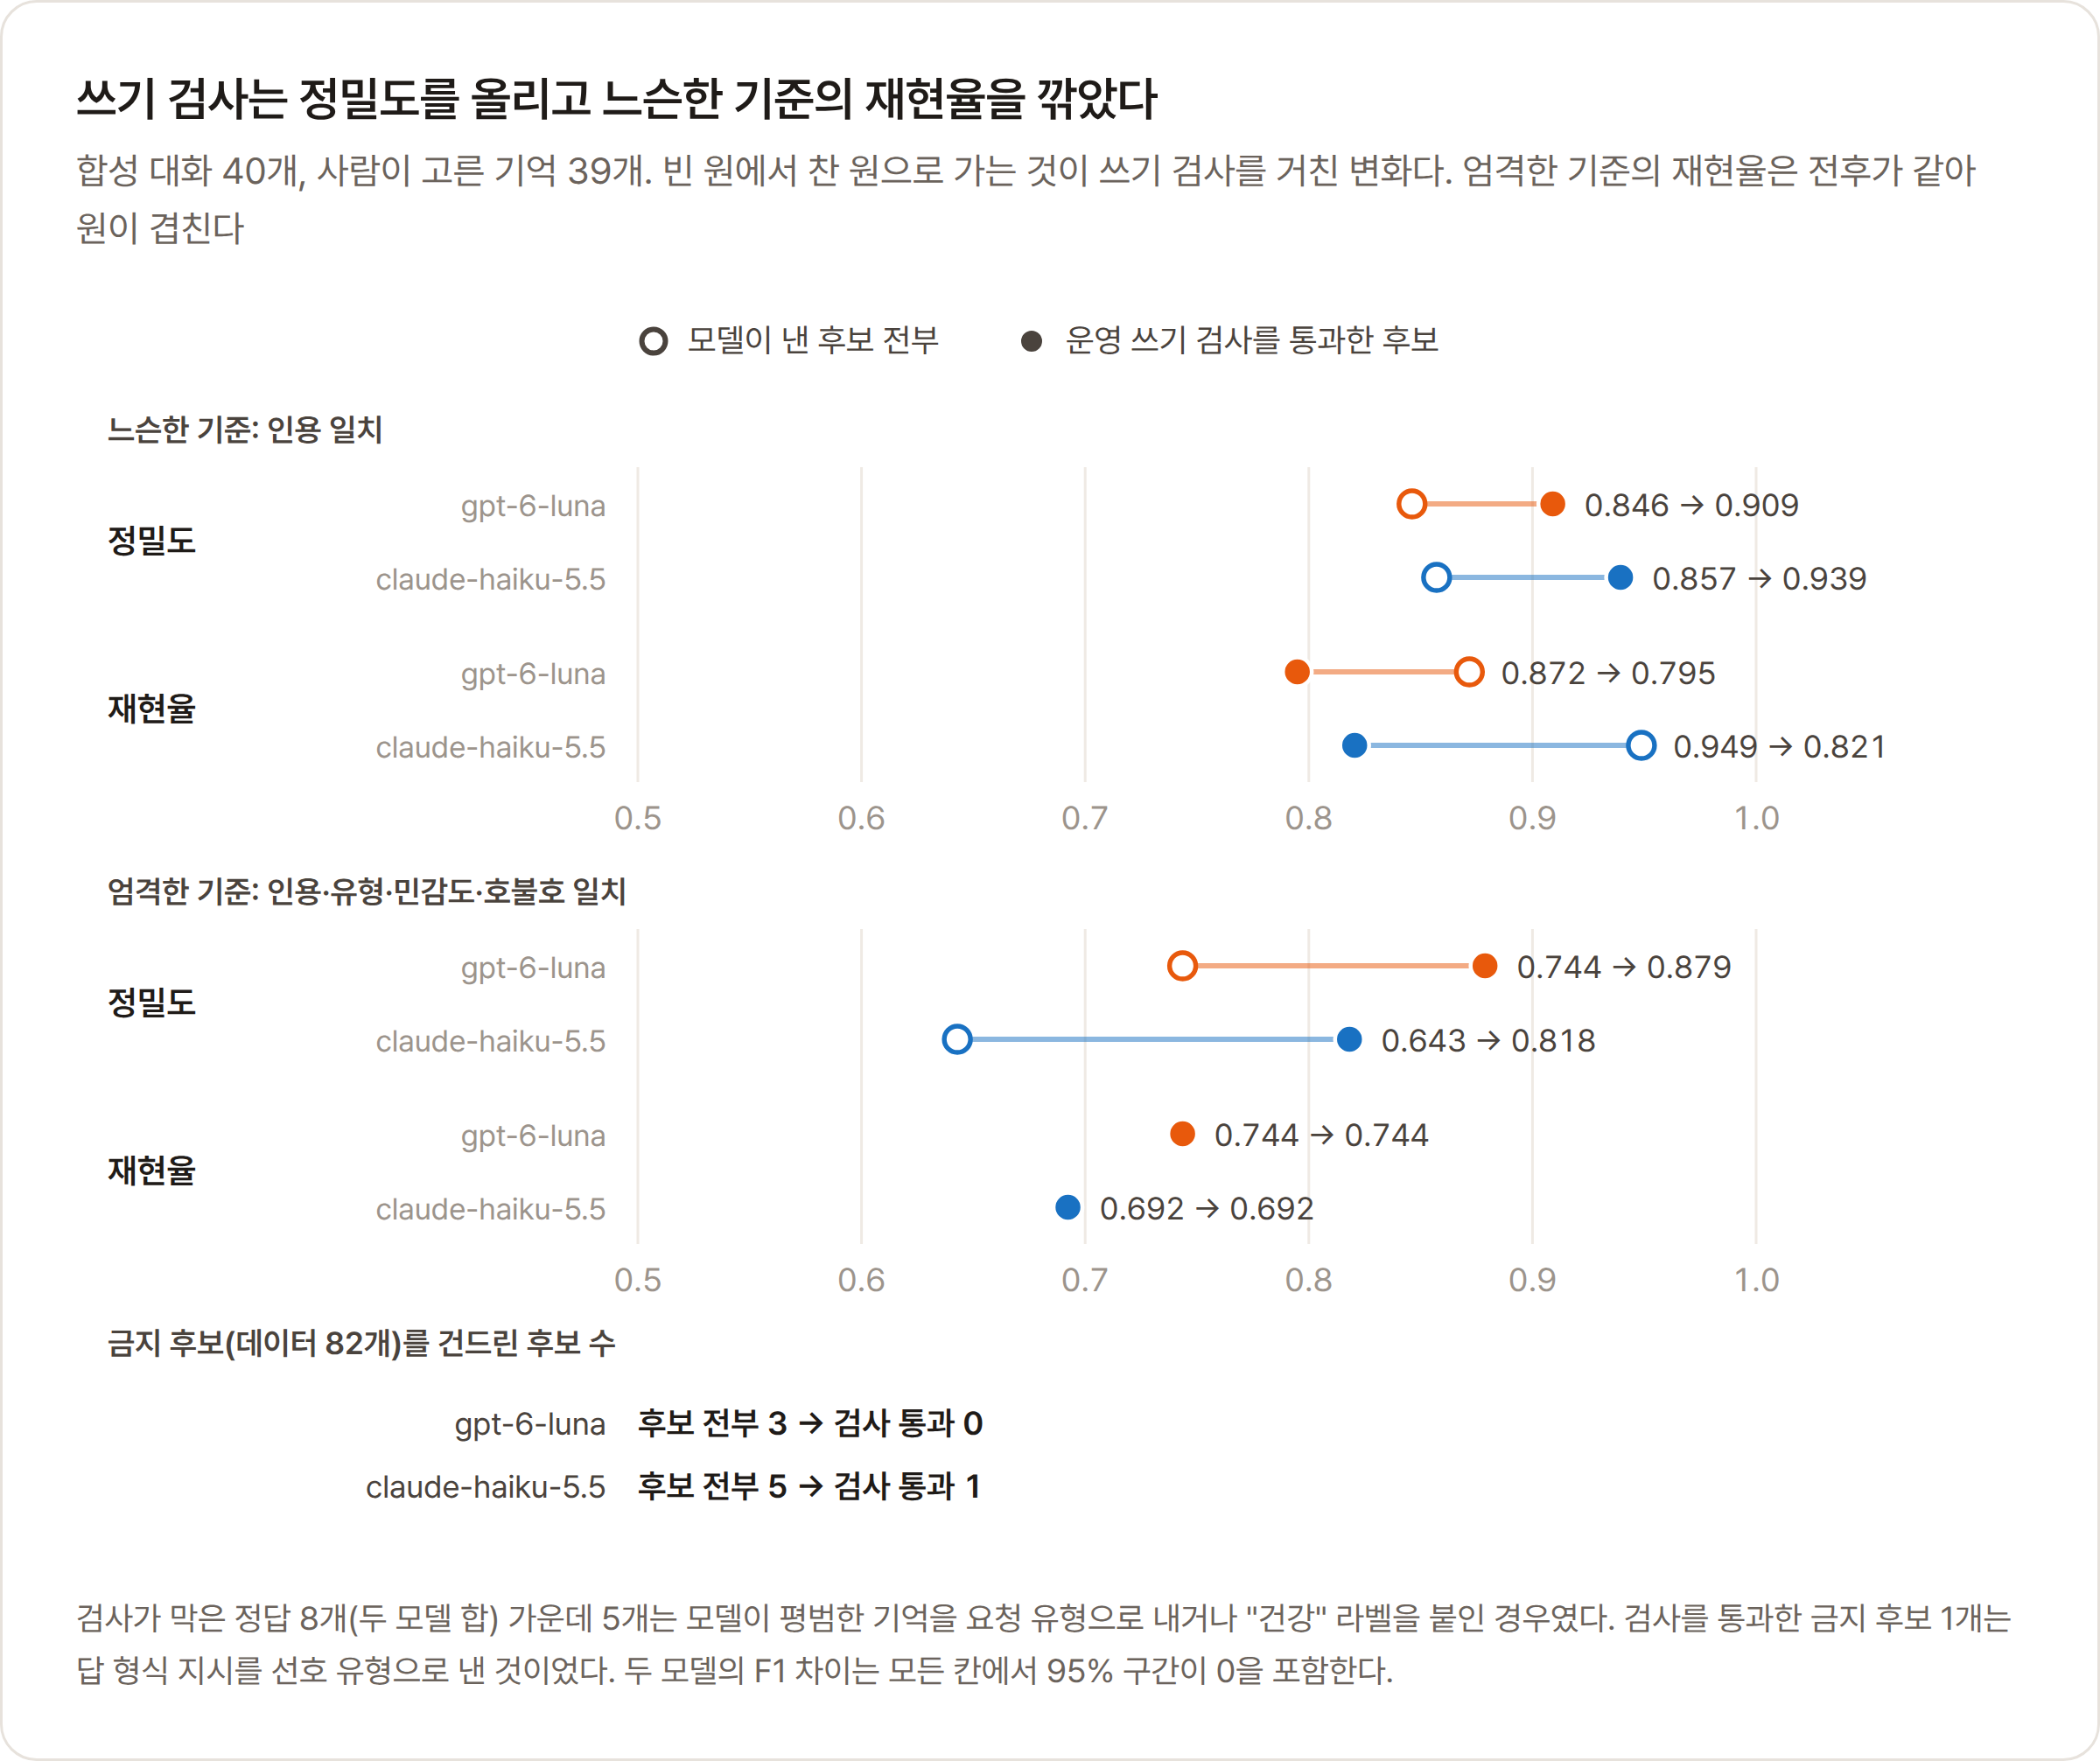 쓰기 검사는 정밀도를 올리고 느슨한 기준의 재현율을 깎았다
합성 대화 40개, 사람이 고른 기억 39개. 빈 원에서 찬 원으로 가는 것이 쓰기 검사를 거친 변화다. 엄격한 기준의 재현율은 전후가 같아
원이 겹친다
모델이 낸 후보 전부
운영 쓰기 검사를 통과한 후보
느슨한 기준: 인용 일치
정밀도
gpt-6-luna
0.846 → 0.909
claude-haiku-5.5
0.857 → 0.939
재현율
gpt-6-luna
0.872 → 0.795
claude-haiku-5.5
0.949 → 0.821
0.5 0.6 0.7 0.8 0.9 1.0
엄격한 기준: 인용·유형·민감도·호불호 일치
정밀도
gpt-6-luna
0.744 → 0.879
claude-haiku-5.5
0.643 → 0.818
재현율
gpt-6-luna
0.744 → 0.744
claude-haiku-5.5
0.692 → 0.692
0.5 0.6 0.7 0.8 0.9 1.0
금지 후보(데이터 82개)를 건드린 후보 수
gpt-6-luna 후보 전부 3 → 검사 통과 0
claude-haiku-5.5 후보 전부 5 → 검사 통과 1
검사가 막은 정답 8개(두 모델 합) 가운데 5개는 모델이 평범한 기억을 요청 유형으로 내거나 "건강" 라벨을 붙인 경우였다. 검사를 통과한 금지 후보 1개는
답 형식 지시를 선호 유형으로 낸 것이었다. 두 모델의 F1 차이는 모든 칸에서 95% 구간이 0을 포함한다.